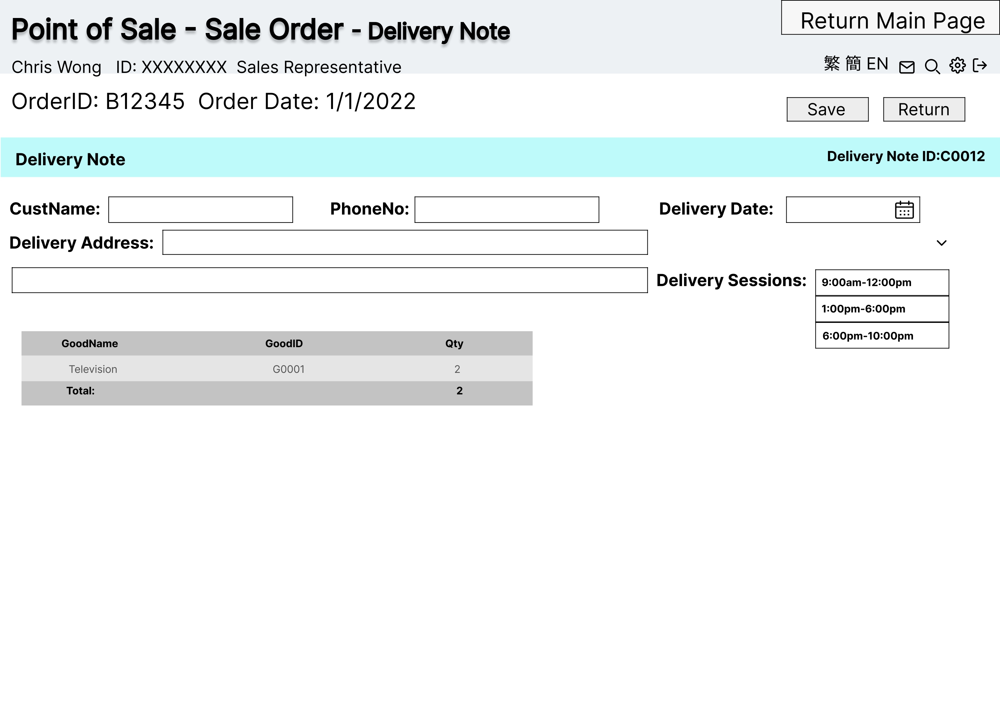 Return Main Page
Point of Sale - Sale Order - Delivery Note
Chris Wong ID: XXXXXXXX Sales Representative
繁 簡 EN
OrderID: B12345 Order Date: 1/1/2022
Save Return
Delivery Note
Delivery Note ID:C0012
CustName:
PhoneNo:
Delivery Date:
Delivery Address:
Delivery Sessions:
9:00am-12:00pm
1:00pm-6:00pm
6:00pm-10:00pm
GoodName GoodID Qty
Television G0001 2
Total: 2